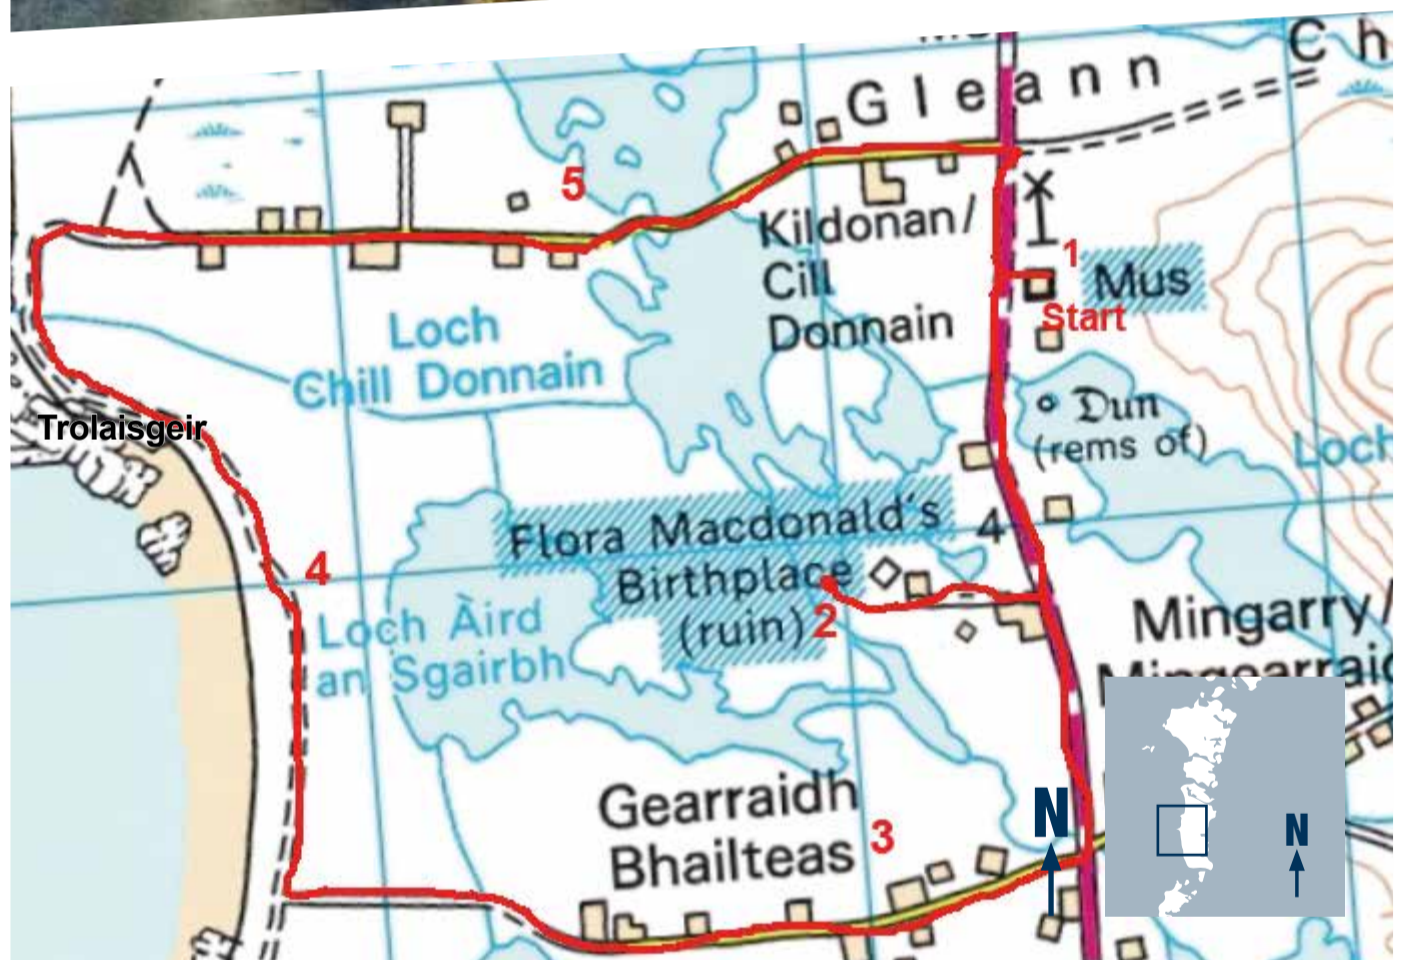 Gleann
Ch
5
Kildonan/
Cill
Donnain
1
Mus
Start
Loch
Chill Donnain
Trolaisgeir
Dun
(rems of)
Loch
Flora Macdonald's
Birthplace
(ruin)
2
4
4
Loch Àird
an Sgairbh
Mingarry/
Mingearraid
Gearraidh
Bhailteas
3
N
N